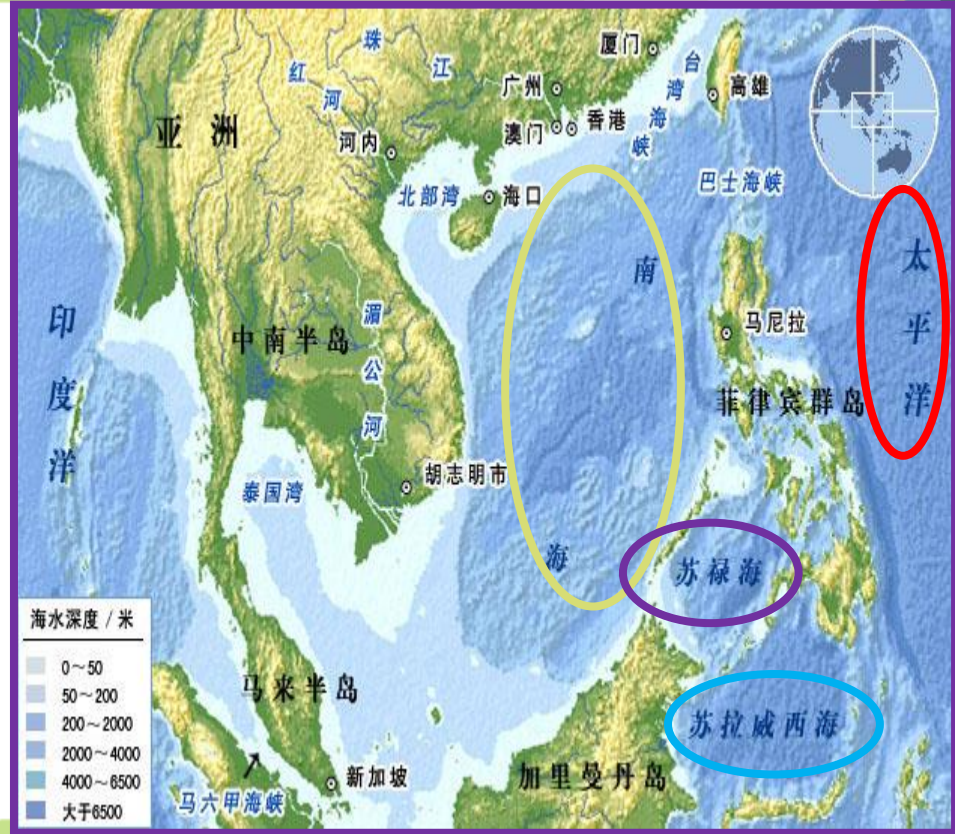 厦门
珠江
红河
台湾海峡
广州
高雄
亚洲
澳门
香港
河内
巴士海峡
北部湾
海口
南海
太平洋
印度洋
湄公河
中南半岛
马尼拉
菲律宾群岛
胡志明市
泰国湾
苏禄海
海水深度 / 米
0～50
50～200
200～2000
2000～4000
4000～6500
大于6500
马来半岛
苏拉威西海
新加坡
加里曼丹岛
马六甲海峡